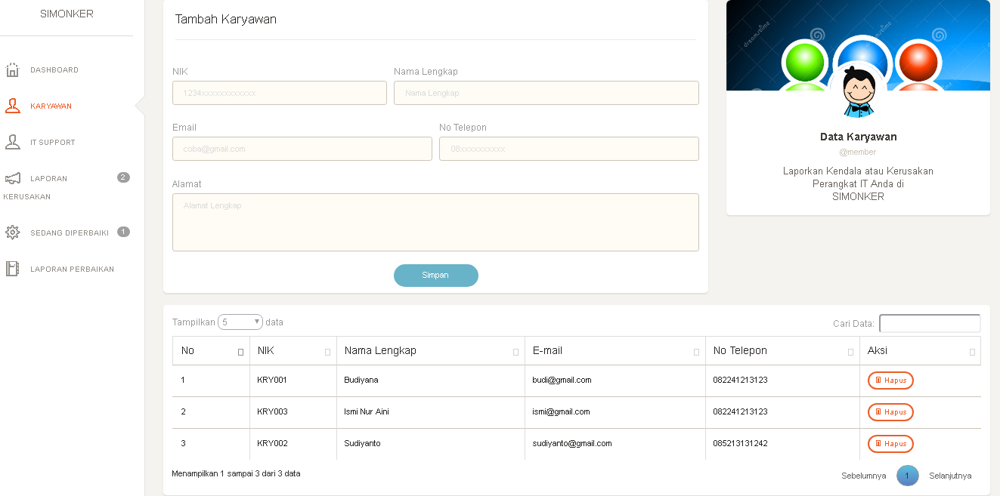 SIMONKER
DASHBOARD
KARYAWAN
IT SUPPORT
LAPORAN 2
KERUSAKAN
SEDANG DIPERBAIKI 1
LAPORAN PERBAIKAN
Tambah Karyawan
NIK Nama Lengkap
1234xxxxxxxxxxxx Nama Lengkap
Email No Telepon
coba@gmail.com 08xxxxxxxxxx
Alamat
Alamat Lengkap
Simpan
dreamstime
dreamstime
Data Karyawan
@member
Laporkan Kendala atau Kerusakan
Perangkat IT Anda di
SIMONKER
Tampilkan 5 data Cari Data:
No NIK Nama Lengkap E-mail No Telepon Aksi
1 KRY001 Budiyana budi@gmail.com 082241213123 Hapus
2 KRY003 Ismi Nur Aini ismi@gmail.com 082241213123 Hapus
3 KRY002 Sudiyanto sudiyanto@gmail.com 085213131242 Hapus
Menampilkan 1 sampai 3 dari 3 data
Sebelumnya 1 Selanjutnya